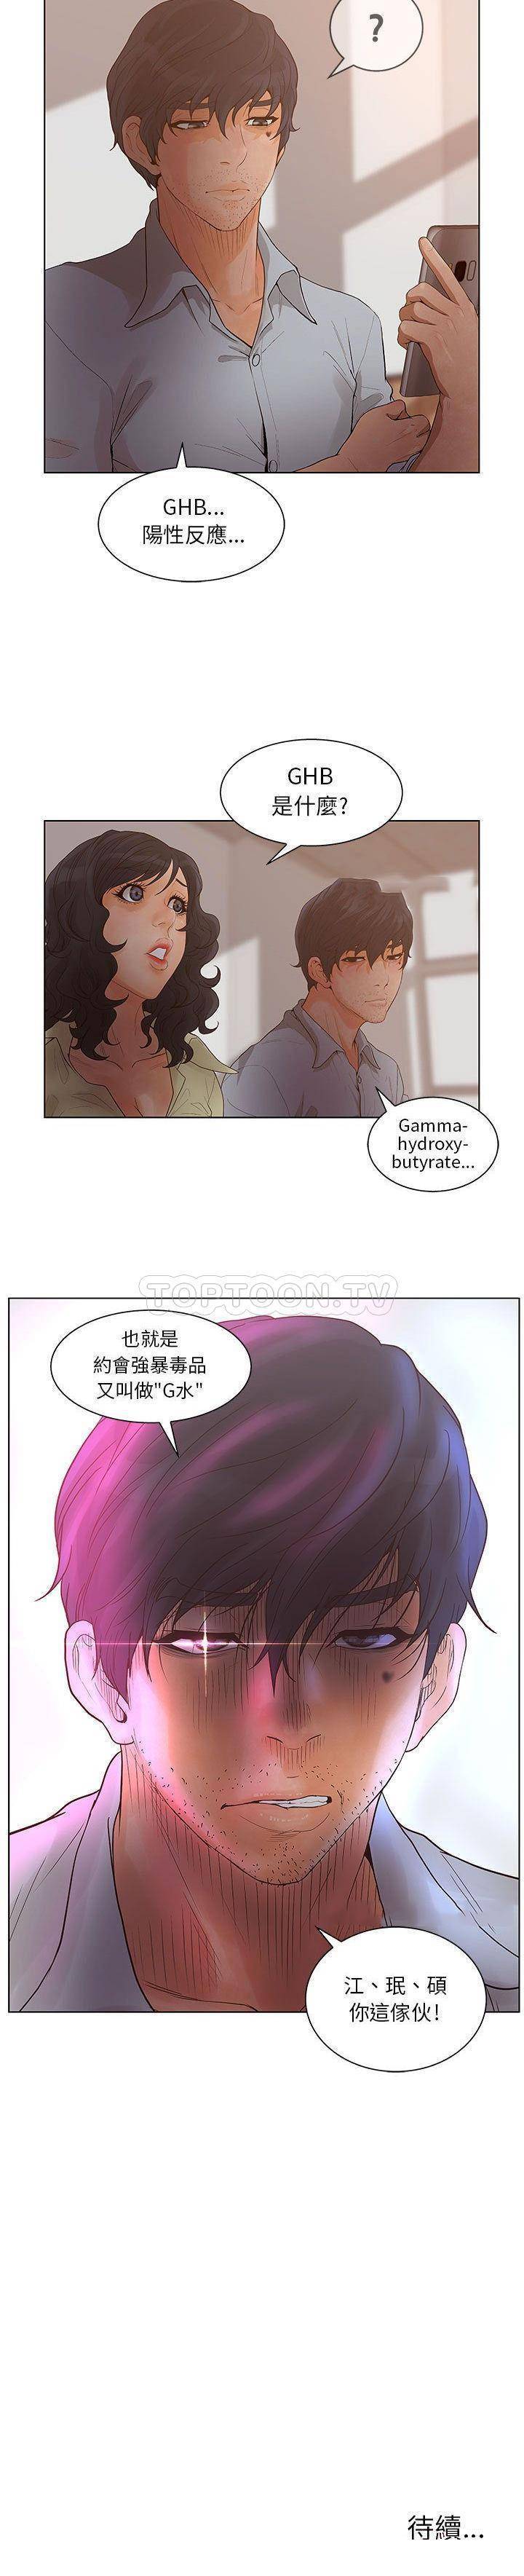 ?
GHB...
陽性反應...
GHB
是什麼?
Gamma-
hydroxy-
butyrate...
TOPTOON.TV
也就是
約會強暴毒品
又叫做"G水"
江、珉、碩
你這傢伙!
待續...